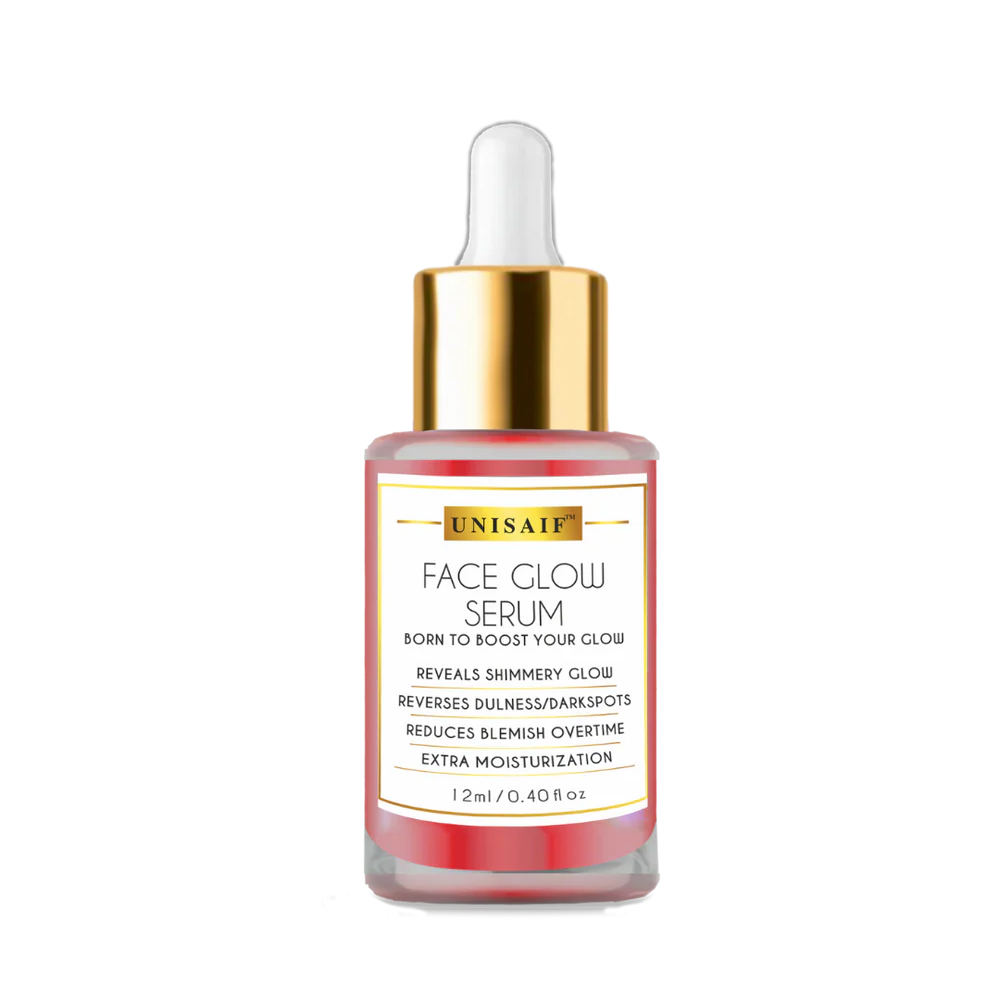 UNISAIF™
FACE GLOW
SERUM
BORN TO BOOST YOUR GLOW
REVEALS SHIMMERY GLOW
REVERSES DULNESS/DARKSPOTS
REDUCES BLEMISH OVERTIME
EXTRA MOISTURIZATION
12ml/0.40 fl oz